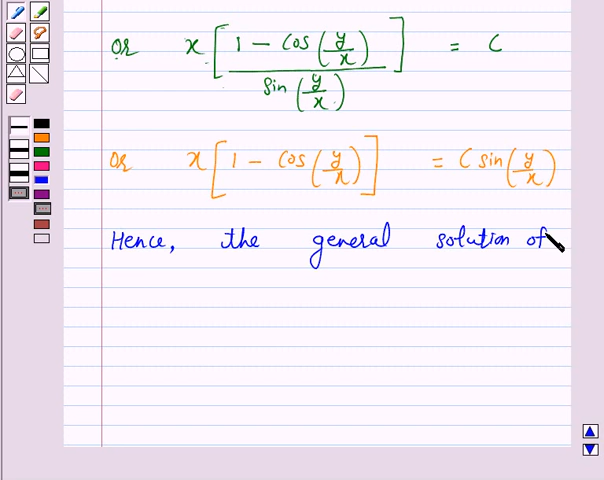 Or x [ (1 - Cos (y/x)) / (Sin (y/x)) ] = C
Or x [ 1 - Cos (y/x) ] = C Sin (y/x)
Hence, the general solution of